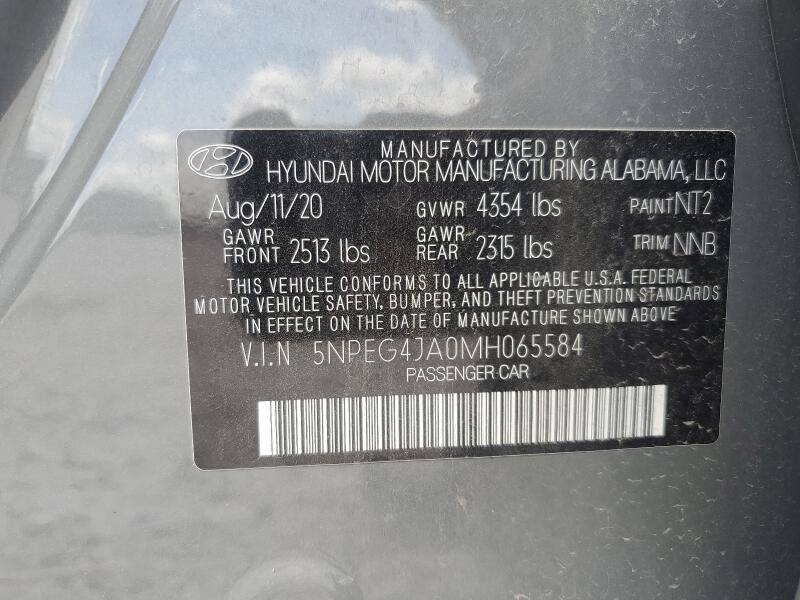 MANUFACTURED BY
HYUNDAI MOTOR MANUFACTURING ALABAMA, LLC
Aug/11/20 GVWR 4354 lbs PAINT NT2
GAWR FRONT 2513 lbs GAWR REAR 2315 lbs TRIM NNB
THIS VEHICLE CONFORMS TO ALL APPLICABLE U.S.A. FEDERAL
MOTOR VEHICLE SAFETY, BUMPER, AND THEFT PREVENTION STANDARDS
IN EFFECT ON THE DATE OF MANUFACTURE SHOWN ABOVE
V.I.N 5NPEG4JA0MH065584
PASSENGER CAR